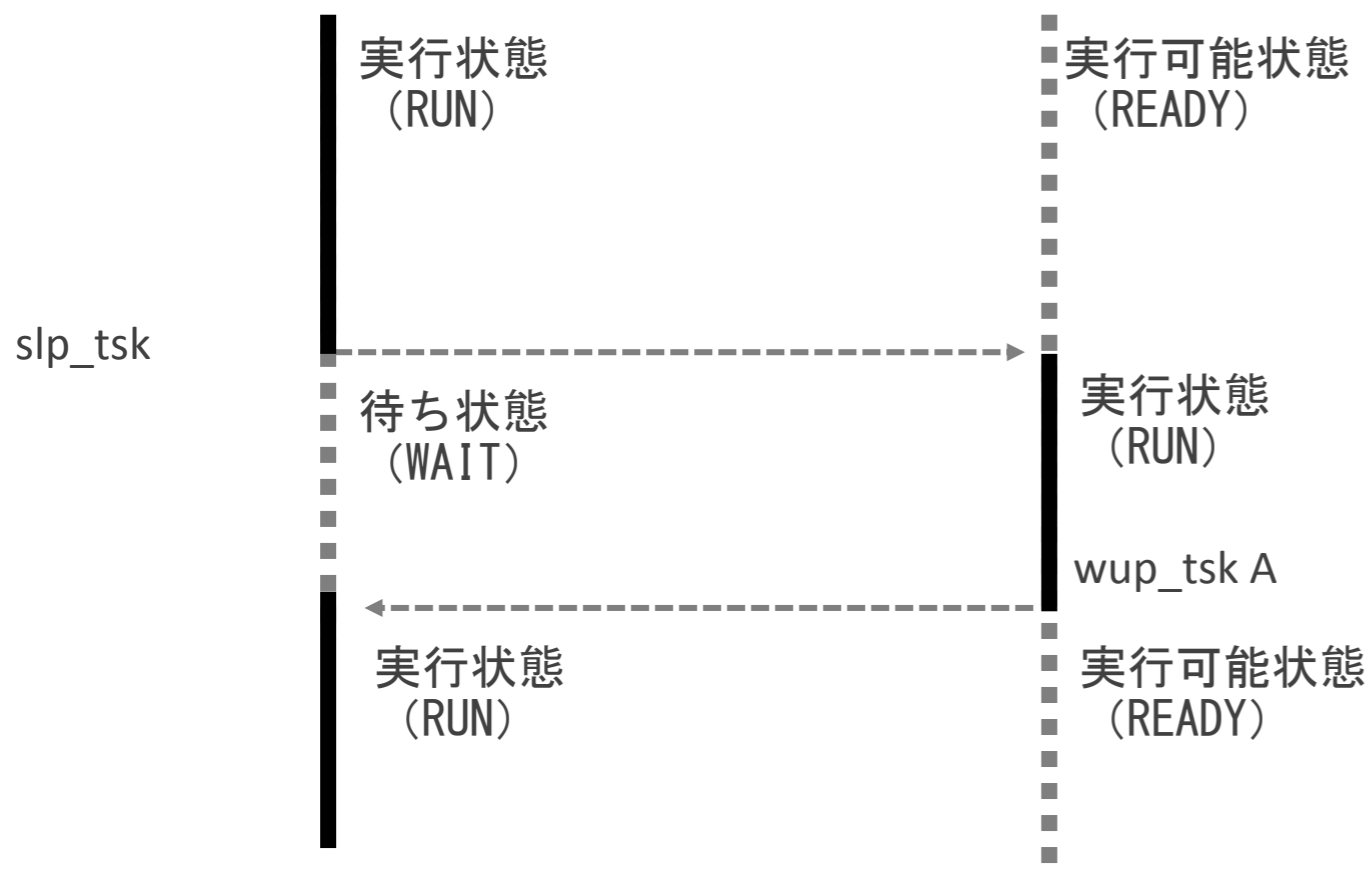 実行状態
（RUN）
実行可能状態
（READY）
slp_tsk
待ち状態
（WAIT）
実行状態
（RUN）
wup_tsk A
実行状態
（RUN）
実行可能状態
（READY）